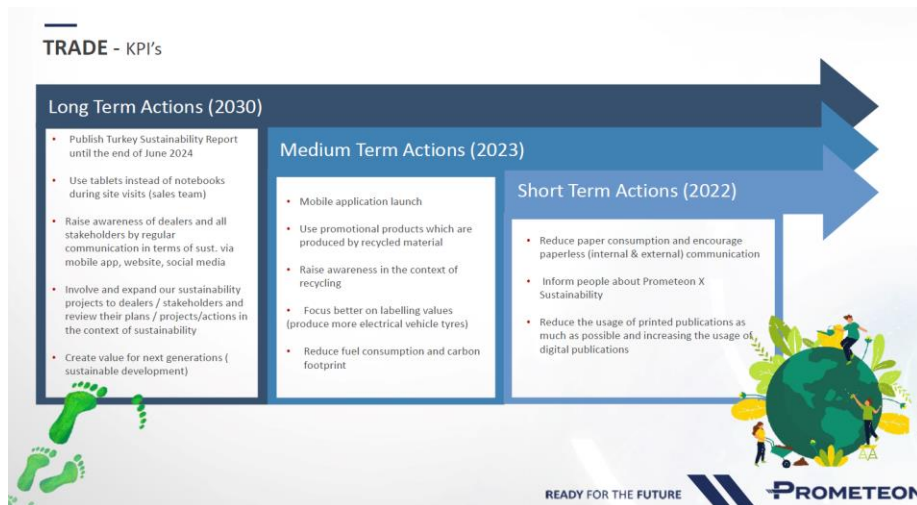 TRADE - KPI's
Long Term Actions (2030)
• Publish Turkey Sustainability Report
until the end of June 2024
• Use tablets instead of notebooks
during site visits (sales team)
• Raise awareness of dealers and all
stakeholders by regular
communication in terms of sust. via
mobile app, website, social media
• Involve and expand our sustainability
projects to dealers / stakeholders and
review their plans / projects/actions in
the context of sustainability
• Create value for next generations (
sustainable development)
Medium Term Actions (2023)
• Mobile application launch
• Use promotional products which are
produced by recycled material
• Raise awareness in the context of
recycling
• Focus better on labelling values
(produce more electrical vehicle tyres)
• Reduce fuel consumption and carbon
footprint
Short Term Actions (2022)
• Reduce paper consumption and encourage
paperless (internal & external) communication
• Inform people about Prometeon X
Sustainability
• Reduce the usage of printed publications as
much as possible and increasing the usage of
digital publications
READY FOR THE FUTURE
PROMETEON